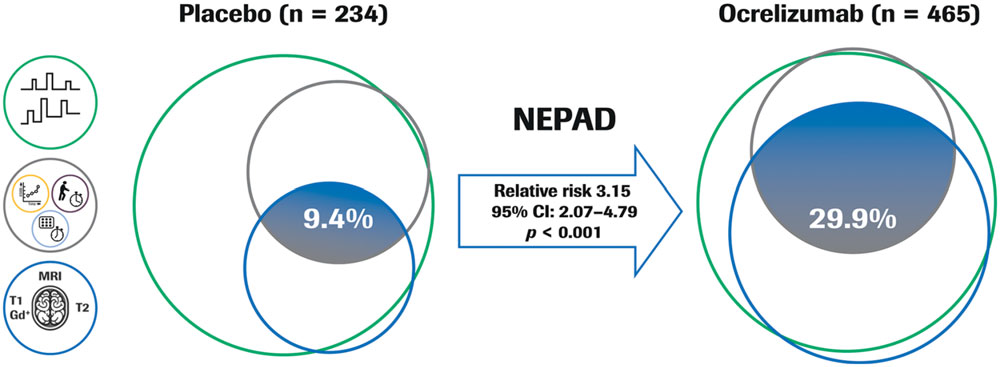 Placebo (n = 234)
Ocrelizumab (n = 465)
NEPAD
Relative risk 3.15
95% CI: 2.07–4.79
p < 0.001
9.4%
29.9%
MRI
T1
Gd+
T2